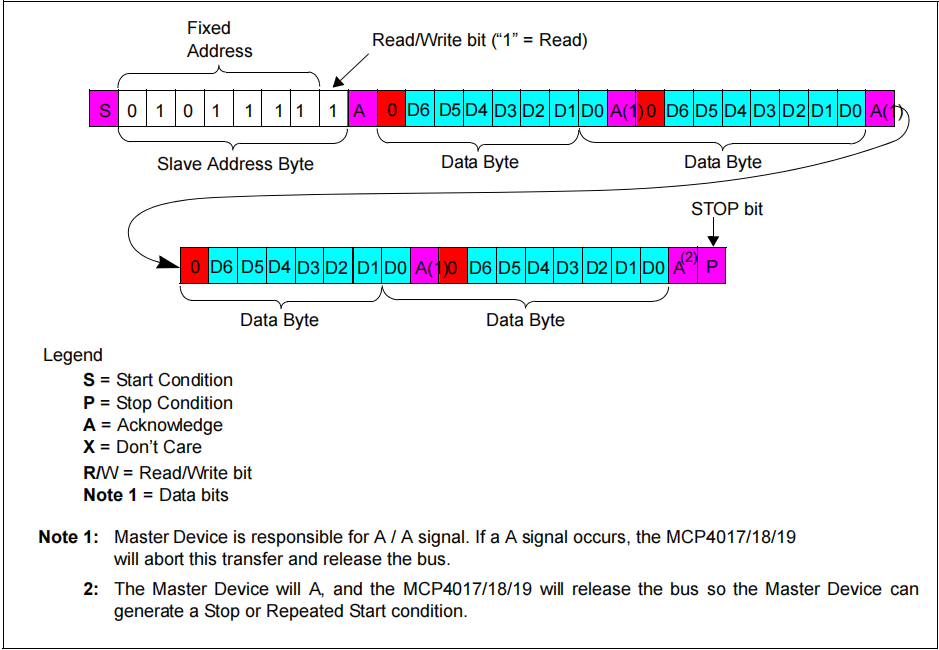 Fixed
Address
Read/Write bit (“1” = Read)
S 0 1 0 1 1 1 1 1 A 0 D6 D5 D4 D3 D2 D1 D0 A(1) 0 D6 D5 D4 D3 D2 D1 D0 A(1)
Slave Address Byte Data Byte Data Byte
STOP bit
0 D6 D5 D4 D3 D2 D1 D0 A(1) 0 D6 D5 D4 D3 D2 D1 D0 A(2) P
Data Byte Data Byte
Legend
S = Start Condition
P = Stop Condition
A = Acknowledge
X = Don’t Care
R/W = Read/Write bit
Note 1 = Data bits
Note 1: Master Device is responsible for A / A signal. If a A signal occurs, the MCP4017/18/19
will abort this transfer and release the bus.
2: The Master Device will A, and the MCP4017/18/19 will release the bus so the Master Device can
generate a Stop or Repeated Start condition.